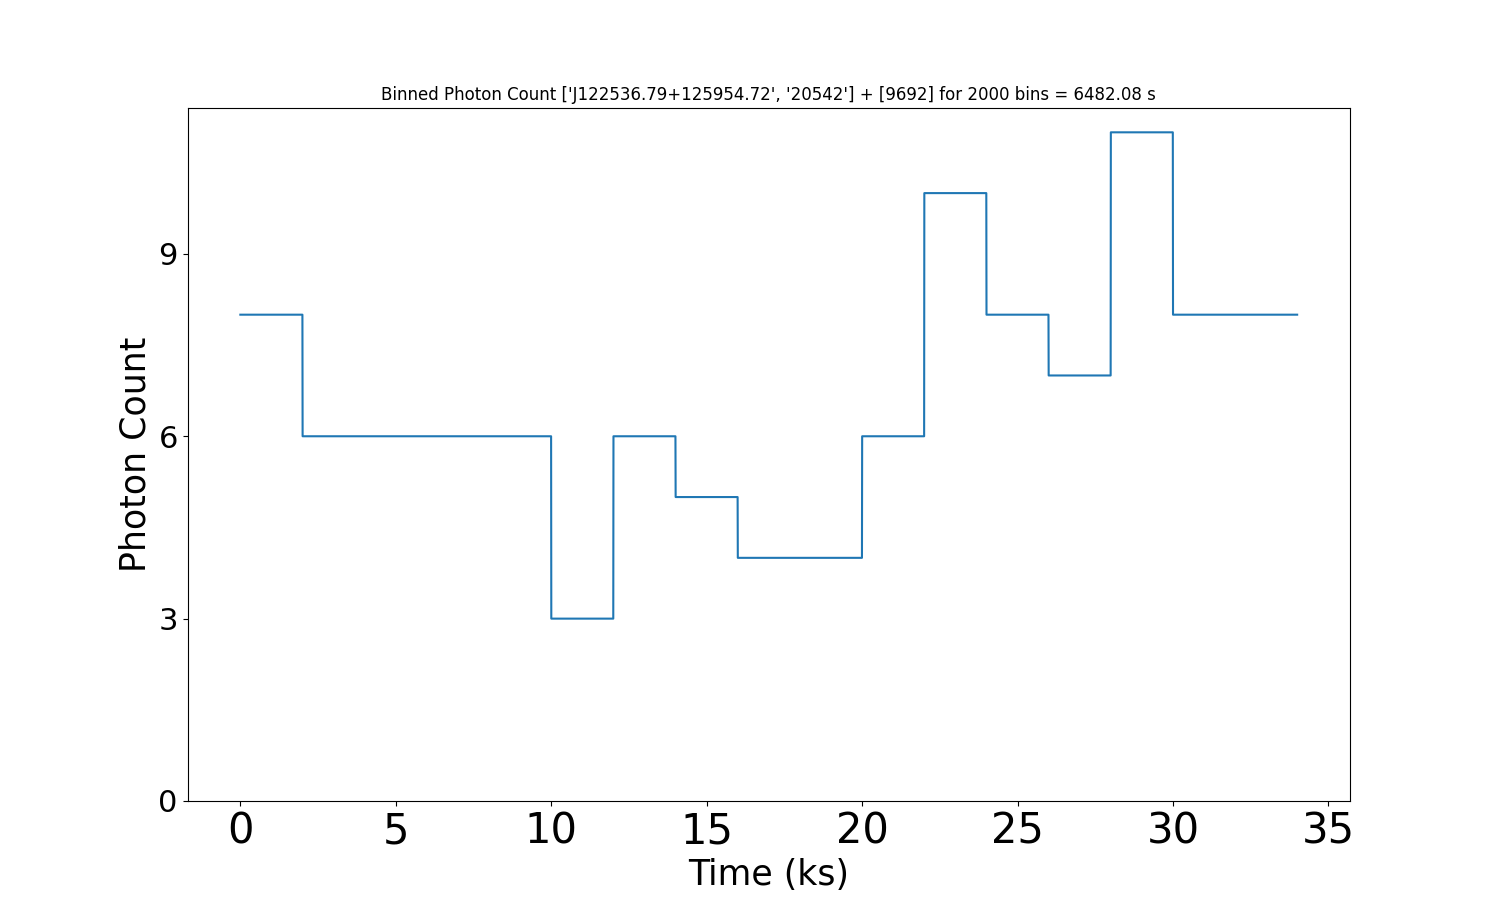 Binned Photon Count ['J122536.79+125954.72', '20542'] + [9692] for 2000 bins = 6482.08 s
9
6
3
0
Photon Count
0 5 10 15 20 25 30 35
Time (ks)